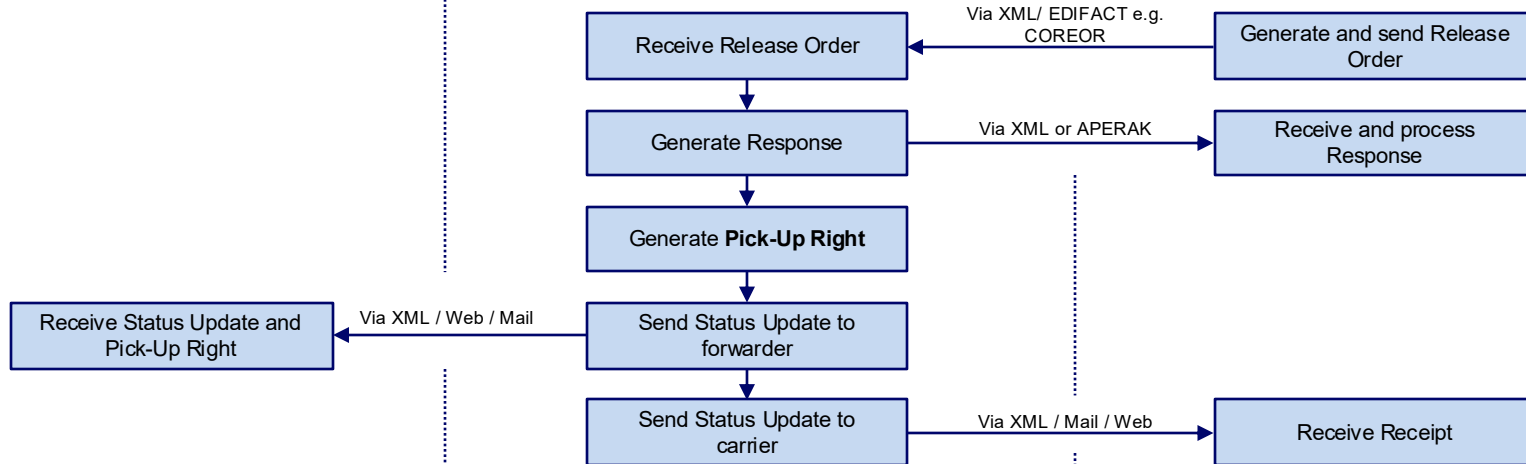 Via XML/ EDIFACT e.g.
COREOR
Receive Release Order
Generate and send Release
Order
Generate Response
Via XML or APERAK
Receive and process
Response
Generate Pick-Up Right
Receive Status Update and
Pick-Up Right
Via XML / Web / Mail
Send Status Update to
forwarder
Send Status Update to
carrier
Via XML / Mail / Web
Receive Receipt